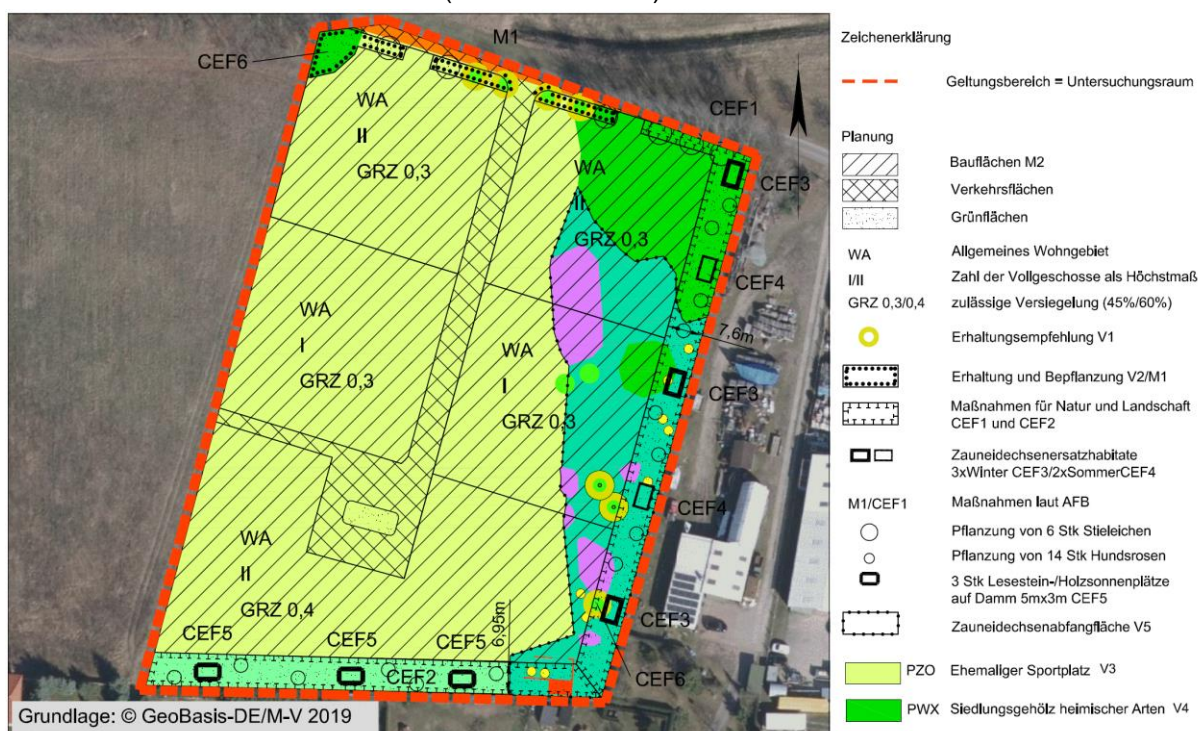 M1
CEF6
CEF1
WA
II
GRZ 0,3
CEF3
WA
II
GRZ 0,3
CEF4
7,6m
WA
I
GRZ 0,3
WA
I
GRZ 0,3
CEF3
CEF4
WA
II
GRZ 0,4
6,95m
CEF3
CEF5
CEF5
CEF5
CEF2
CEF6
Grundlage: © GeoBasis-DE/M-V 2019
Zeichenerklärung
Geltungsbereich = Untersuchungsraum
Planung
Bauflächen M2
Verkehrsflächen
Grünflächen
WA Allgemeines Wohngebiet
I/II Zahl der Vollgeschosse als Höchstmaß
GRZ 0,3/0,4 zulässige Versiegelung (45%/60%)
Erhaltungsempfehlung V1
Erhaltung und Bepflanzung V2/M1
Maßnahmen für Natur und Landschaft
CEF1 und CEF2
Zauneidechsenersatzhabitate
3xWinter CEF3/2xSommerCEF4
M1/CEF1 Maßnahmen laut AFB
Pflanzung von 6 Stk Stieleichen
Pflanzung von 14 Stk Hundsrosen
3 Stk Lesestein-/Holzsonnenplätze
auf Damm 5mx3m CEF5
Zauneidechsenabfangfläche V5
PZO Ehemaliger Sportplatz V3
PWX Siedlungsgehölz heimischer Arten V4